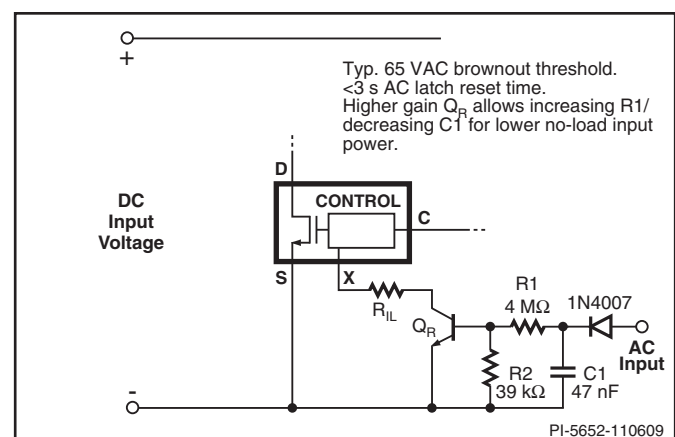 +
Typ. 65 VAC brownout threshold.
<3 s AC latch reset time.
Higher gain QR allows increasing R1/
decreasing C1 for lower no-load input
power.
D
DC
Input
Voltage
CONTROL
C
S
X
RIL
QR
R1
4 MΩ
1N4007
AC
Input
R2
39 kΩ
C1
47 nF
-
PI-5652-110609